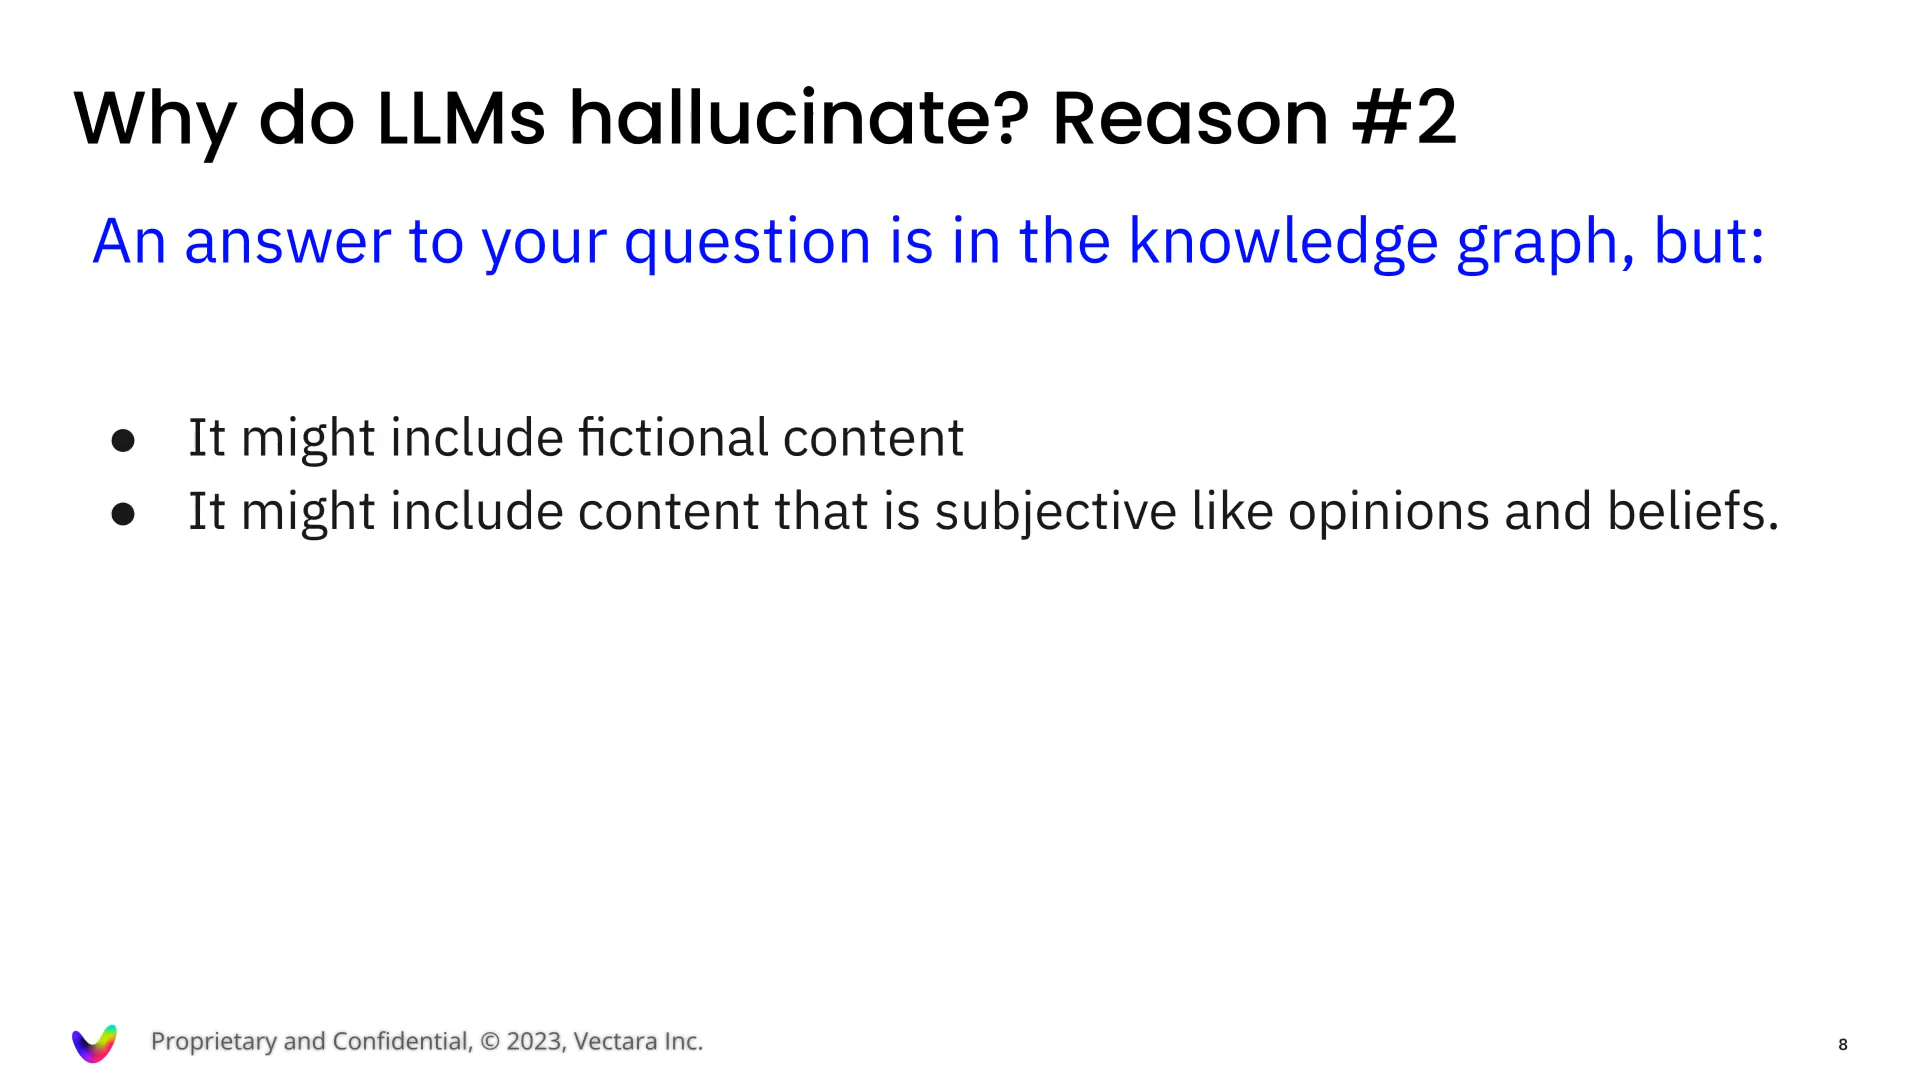 Why do LLMs hallucinate? Reason #2
An answer to your question is in the knowledge graph, but:
● It might include fictional content
● It might include content that is subjective like opinions and beliefs.
Proprietary and Confidential, © 2023, Vectara Inc.
8